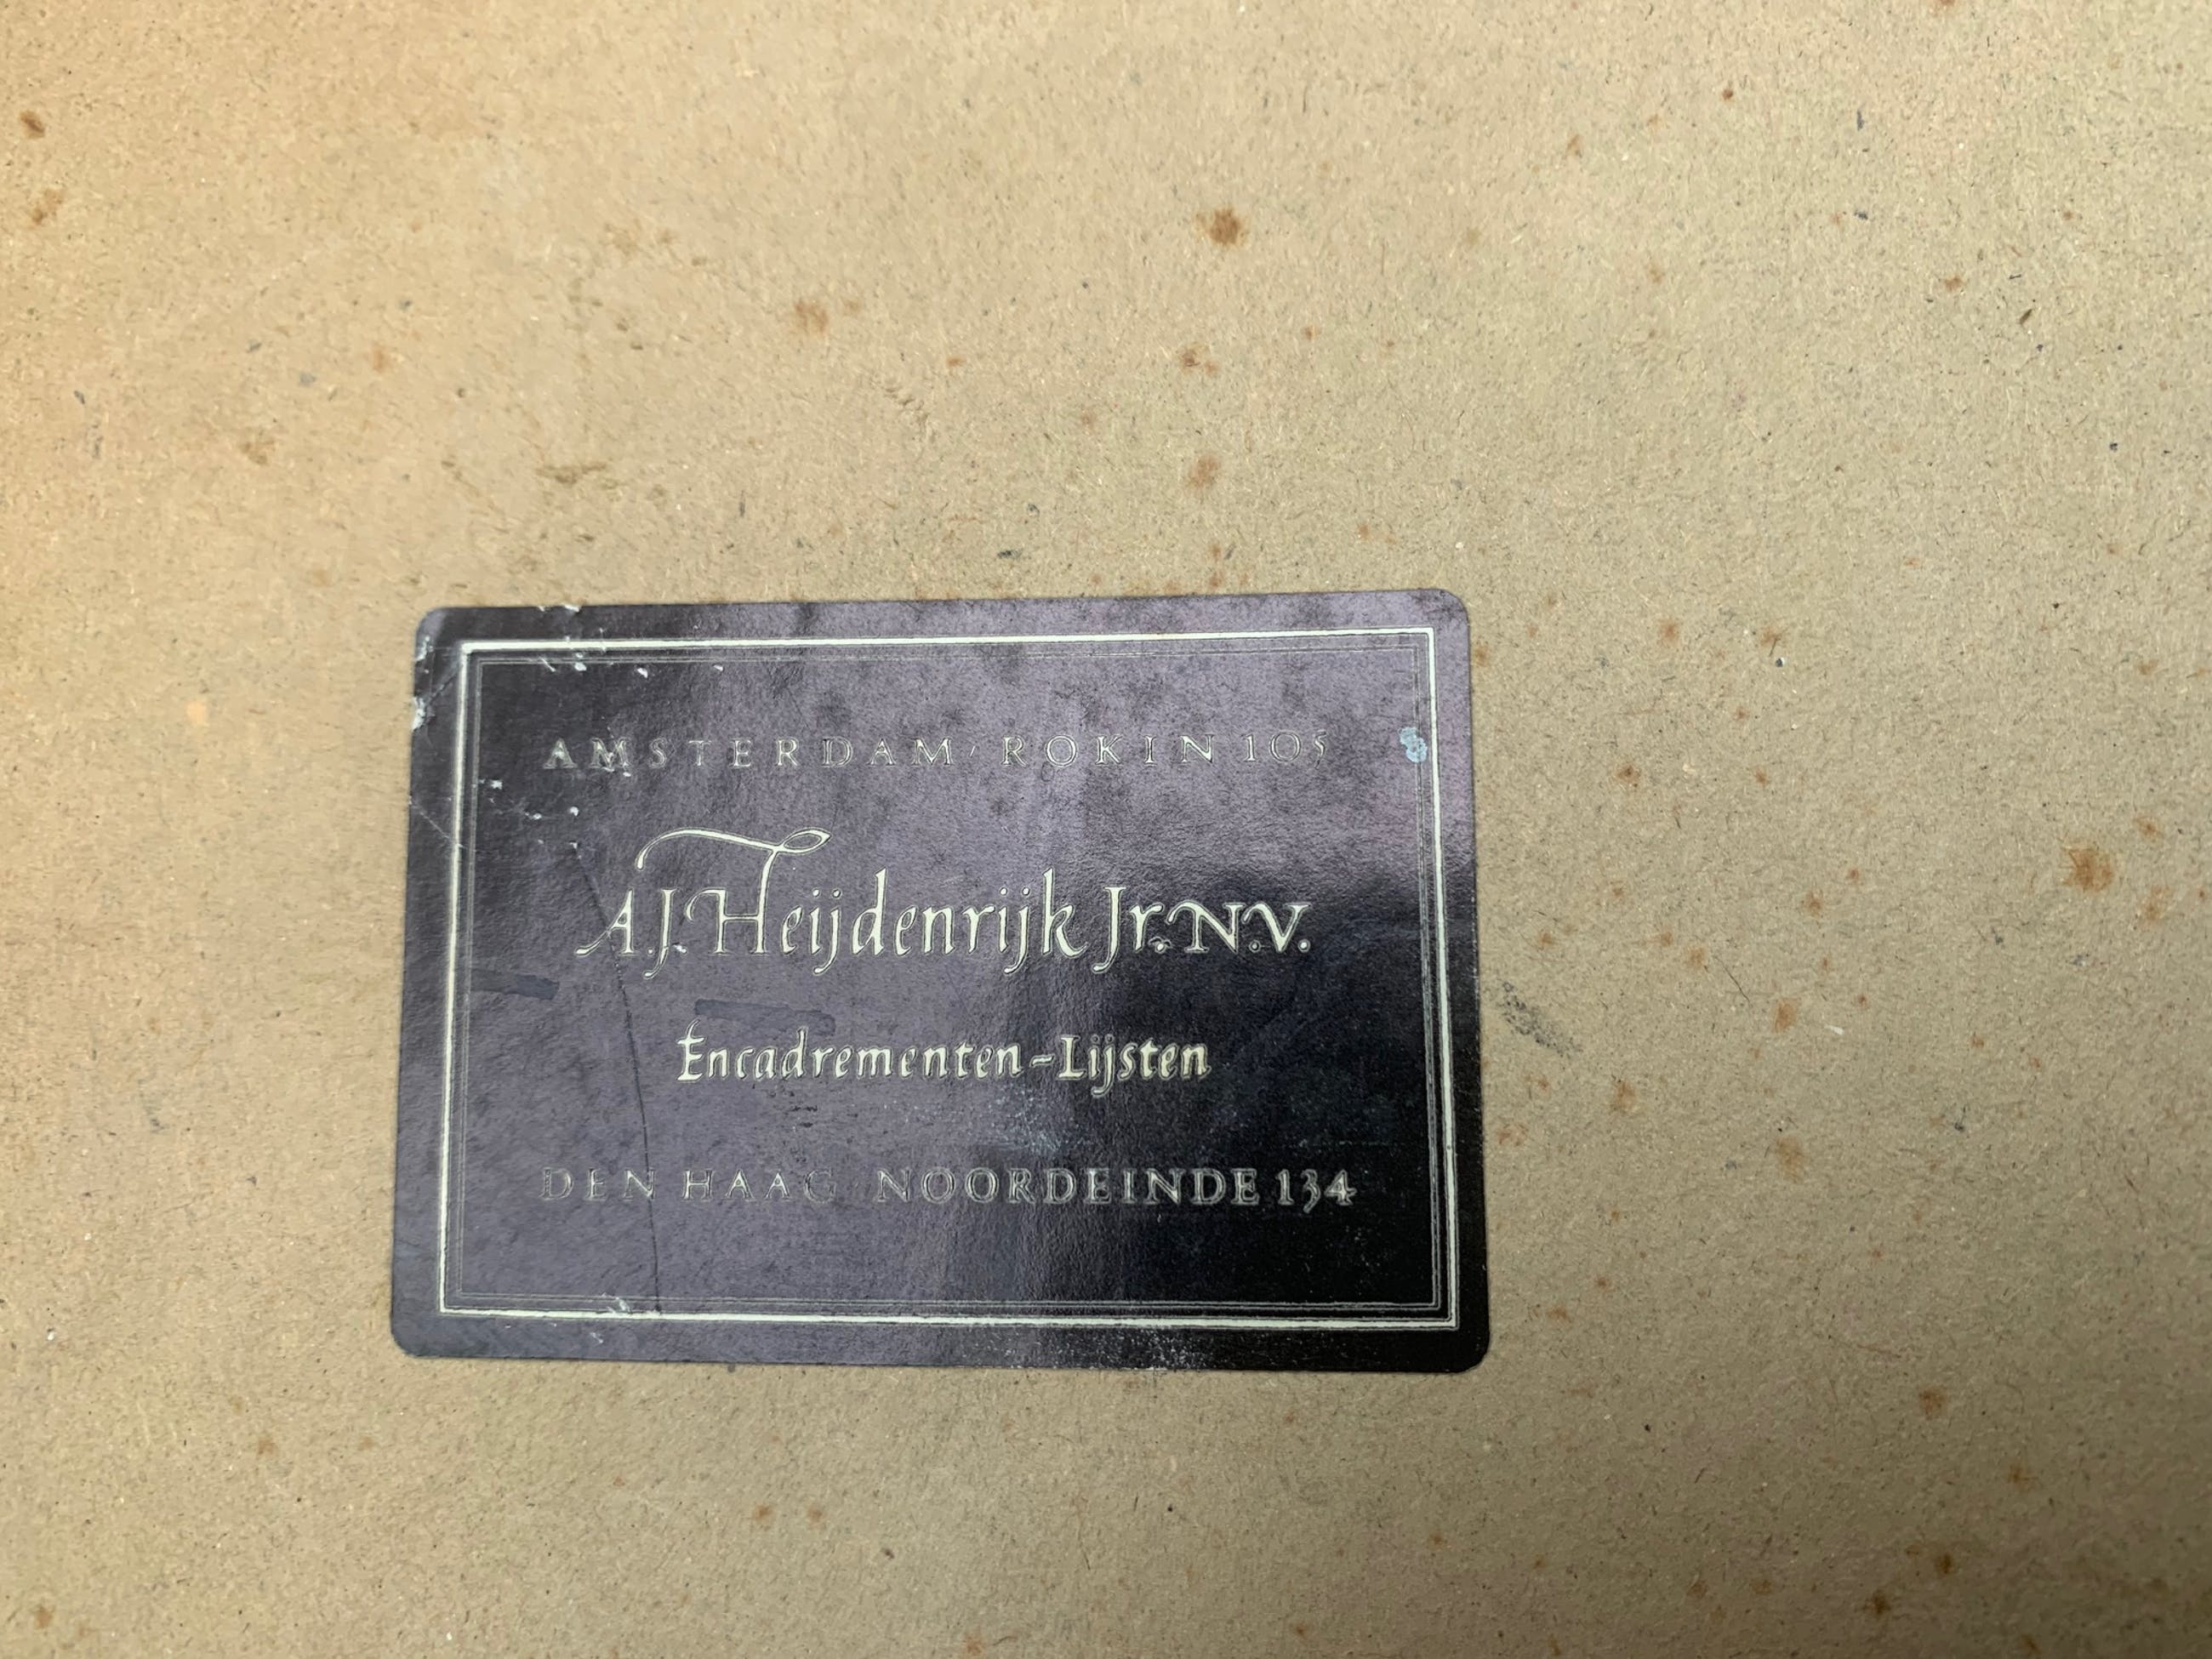 AMSTERDAM, ROKIN 105
A.J. Heijdenrijk Jr. N.V.
Encadrementen-Lijsten
DEN HAAG NOORDEINDE 134